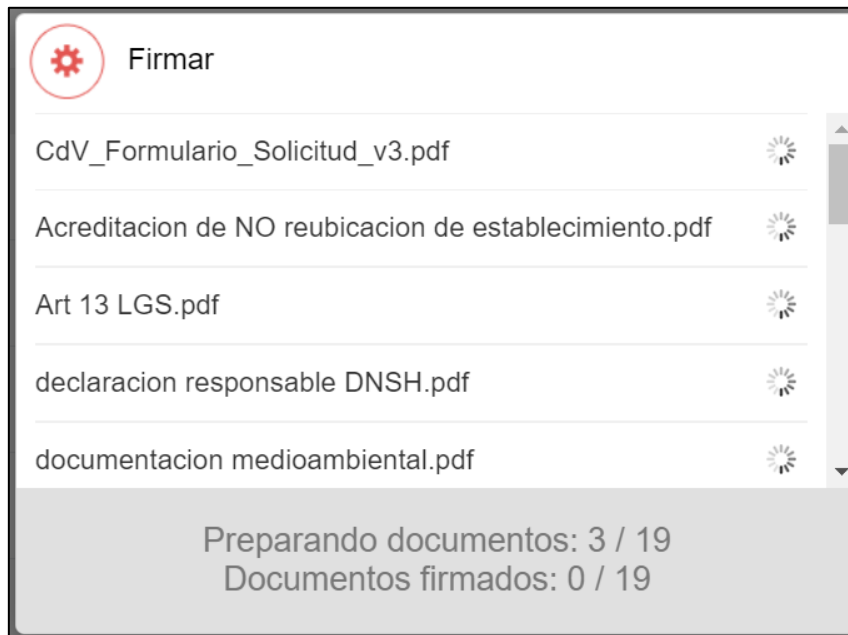 Firmar
CdV_Formulario_Solicitud_v3.pdf
Acreditacion de NO reubicacion de establecimiento.pdf
Art 13 LGS.pdf
declaracion responsable DNSH.pdf
documentacion medioambiental.pdf
Preparando documentos: 3 / 19
Documentos firmados: 0 / 19